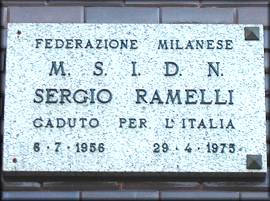 FEDERAZIONE MILANESE
M. S. I. D. N.
SERGIO RAMELLI
CADUTO PER L'ITALIA
6-7-1956 29-4-1975